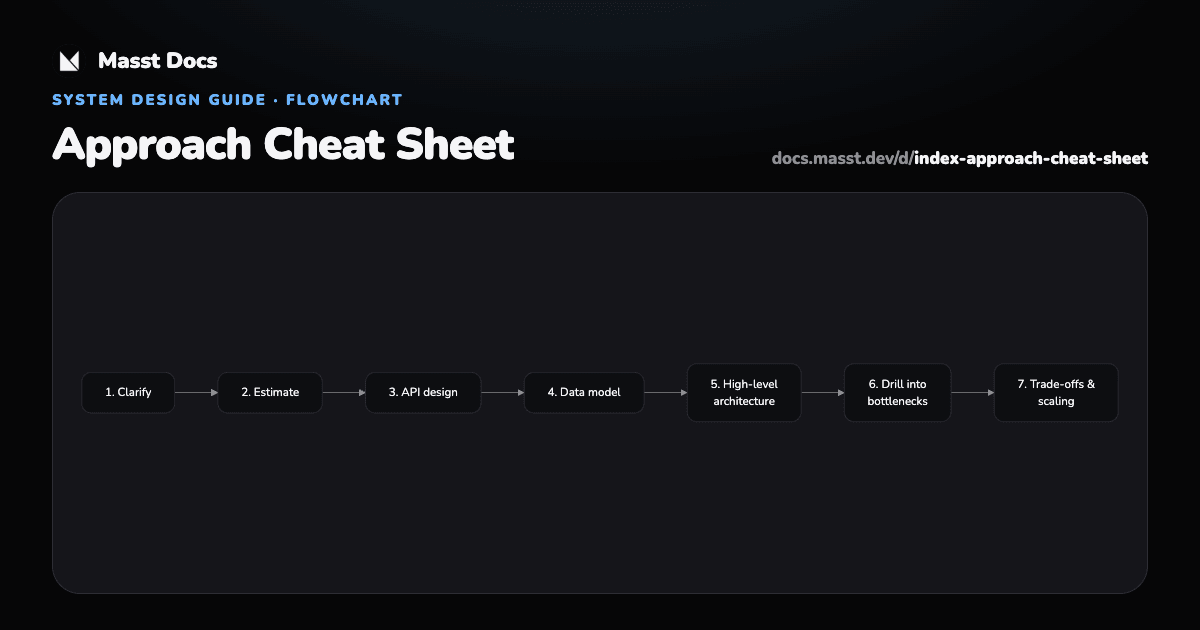 Masst Docs
SYSTEM DESIGN GUIDE · FLOWCHART
Approach Cheat Sheet
docs.masst.dev/d/index-approach-cheat-sheet
1. Clarify
2. Estimate
3. API design
4. Data model
5. High-level
architecture
6. Drill into
bottlenecks
7. Trade-offs &
scaling